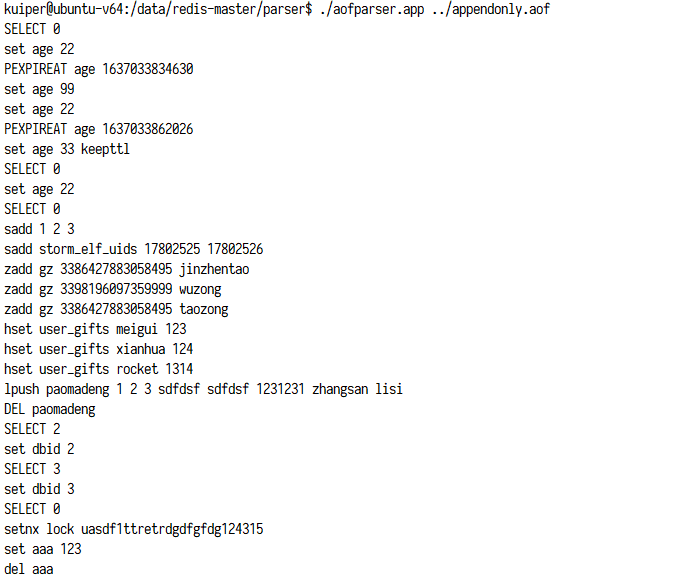 kuiper@ubuntu-v64:/data/redis-master/parser$ ./aofparser.app ../appendonly.aof
SELECT 0
set age 22
PEXPIREAT age 1637033834630
set age 99
set age 22
PEXPIREAT age 1637033862026
set age 33 keepttl
SELECT 0
set age 22
SELECT 0
sadd 1 2 3
sadd storm_elf_uids 17802525 17802526
zadd gz 3386427883058495 jinzhentao
zadd gz 3398196097359999 wuzong
zadd gz 3386427883058495 taozong
hset user_gifts meigui 123
hset user_gifts xianhua 124
hset user_gifts rocket 1314
lpush paomadeng 1 2 3 sdfdsf sdfdsf 1231231 zhangsan lisi
DEL paomadeng
SELECT 2
set dbid 2
SELECT 3
set dbid 3
SELECT 0
setnx lock uasdf1ttretrdgdfgfdg124315
set aaa 123
del aaa